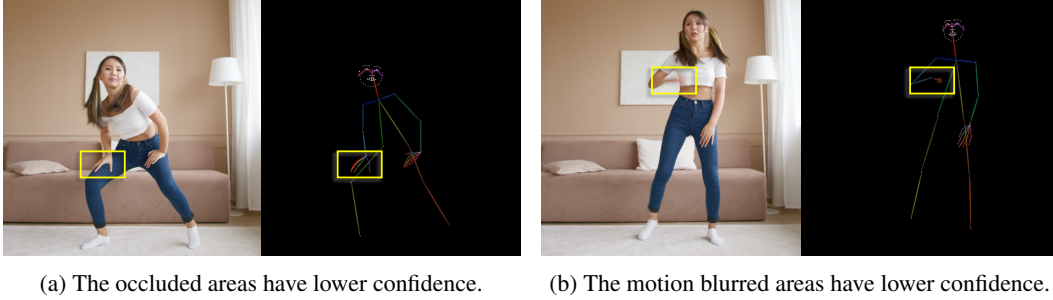 (a) The occluded areas have lower confidence.
(b) The motion blurred areas have lower confidence.